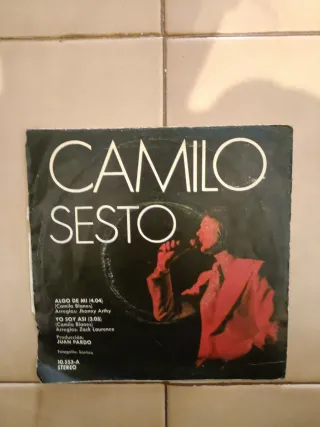 CAMILO
SESTO
ALGO DE MI (4.04)
(Camilo Blanes)
Arreglos: Jhonny Arthy
YO SOY ASI (3:05)
(Camilo Blanes)
Arreglos: Zack Laurence
Producción:
JUAN PARDO
10.553-A
STEREO